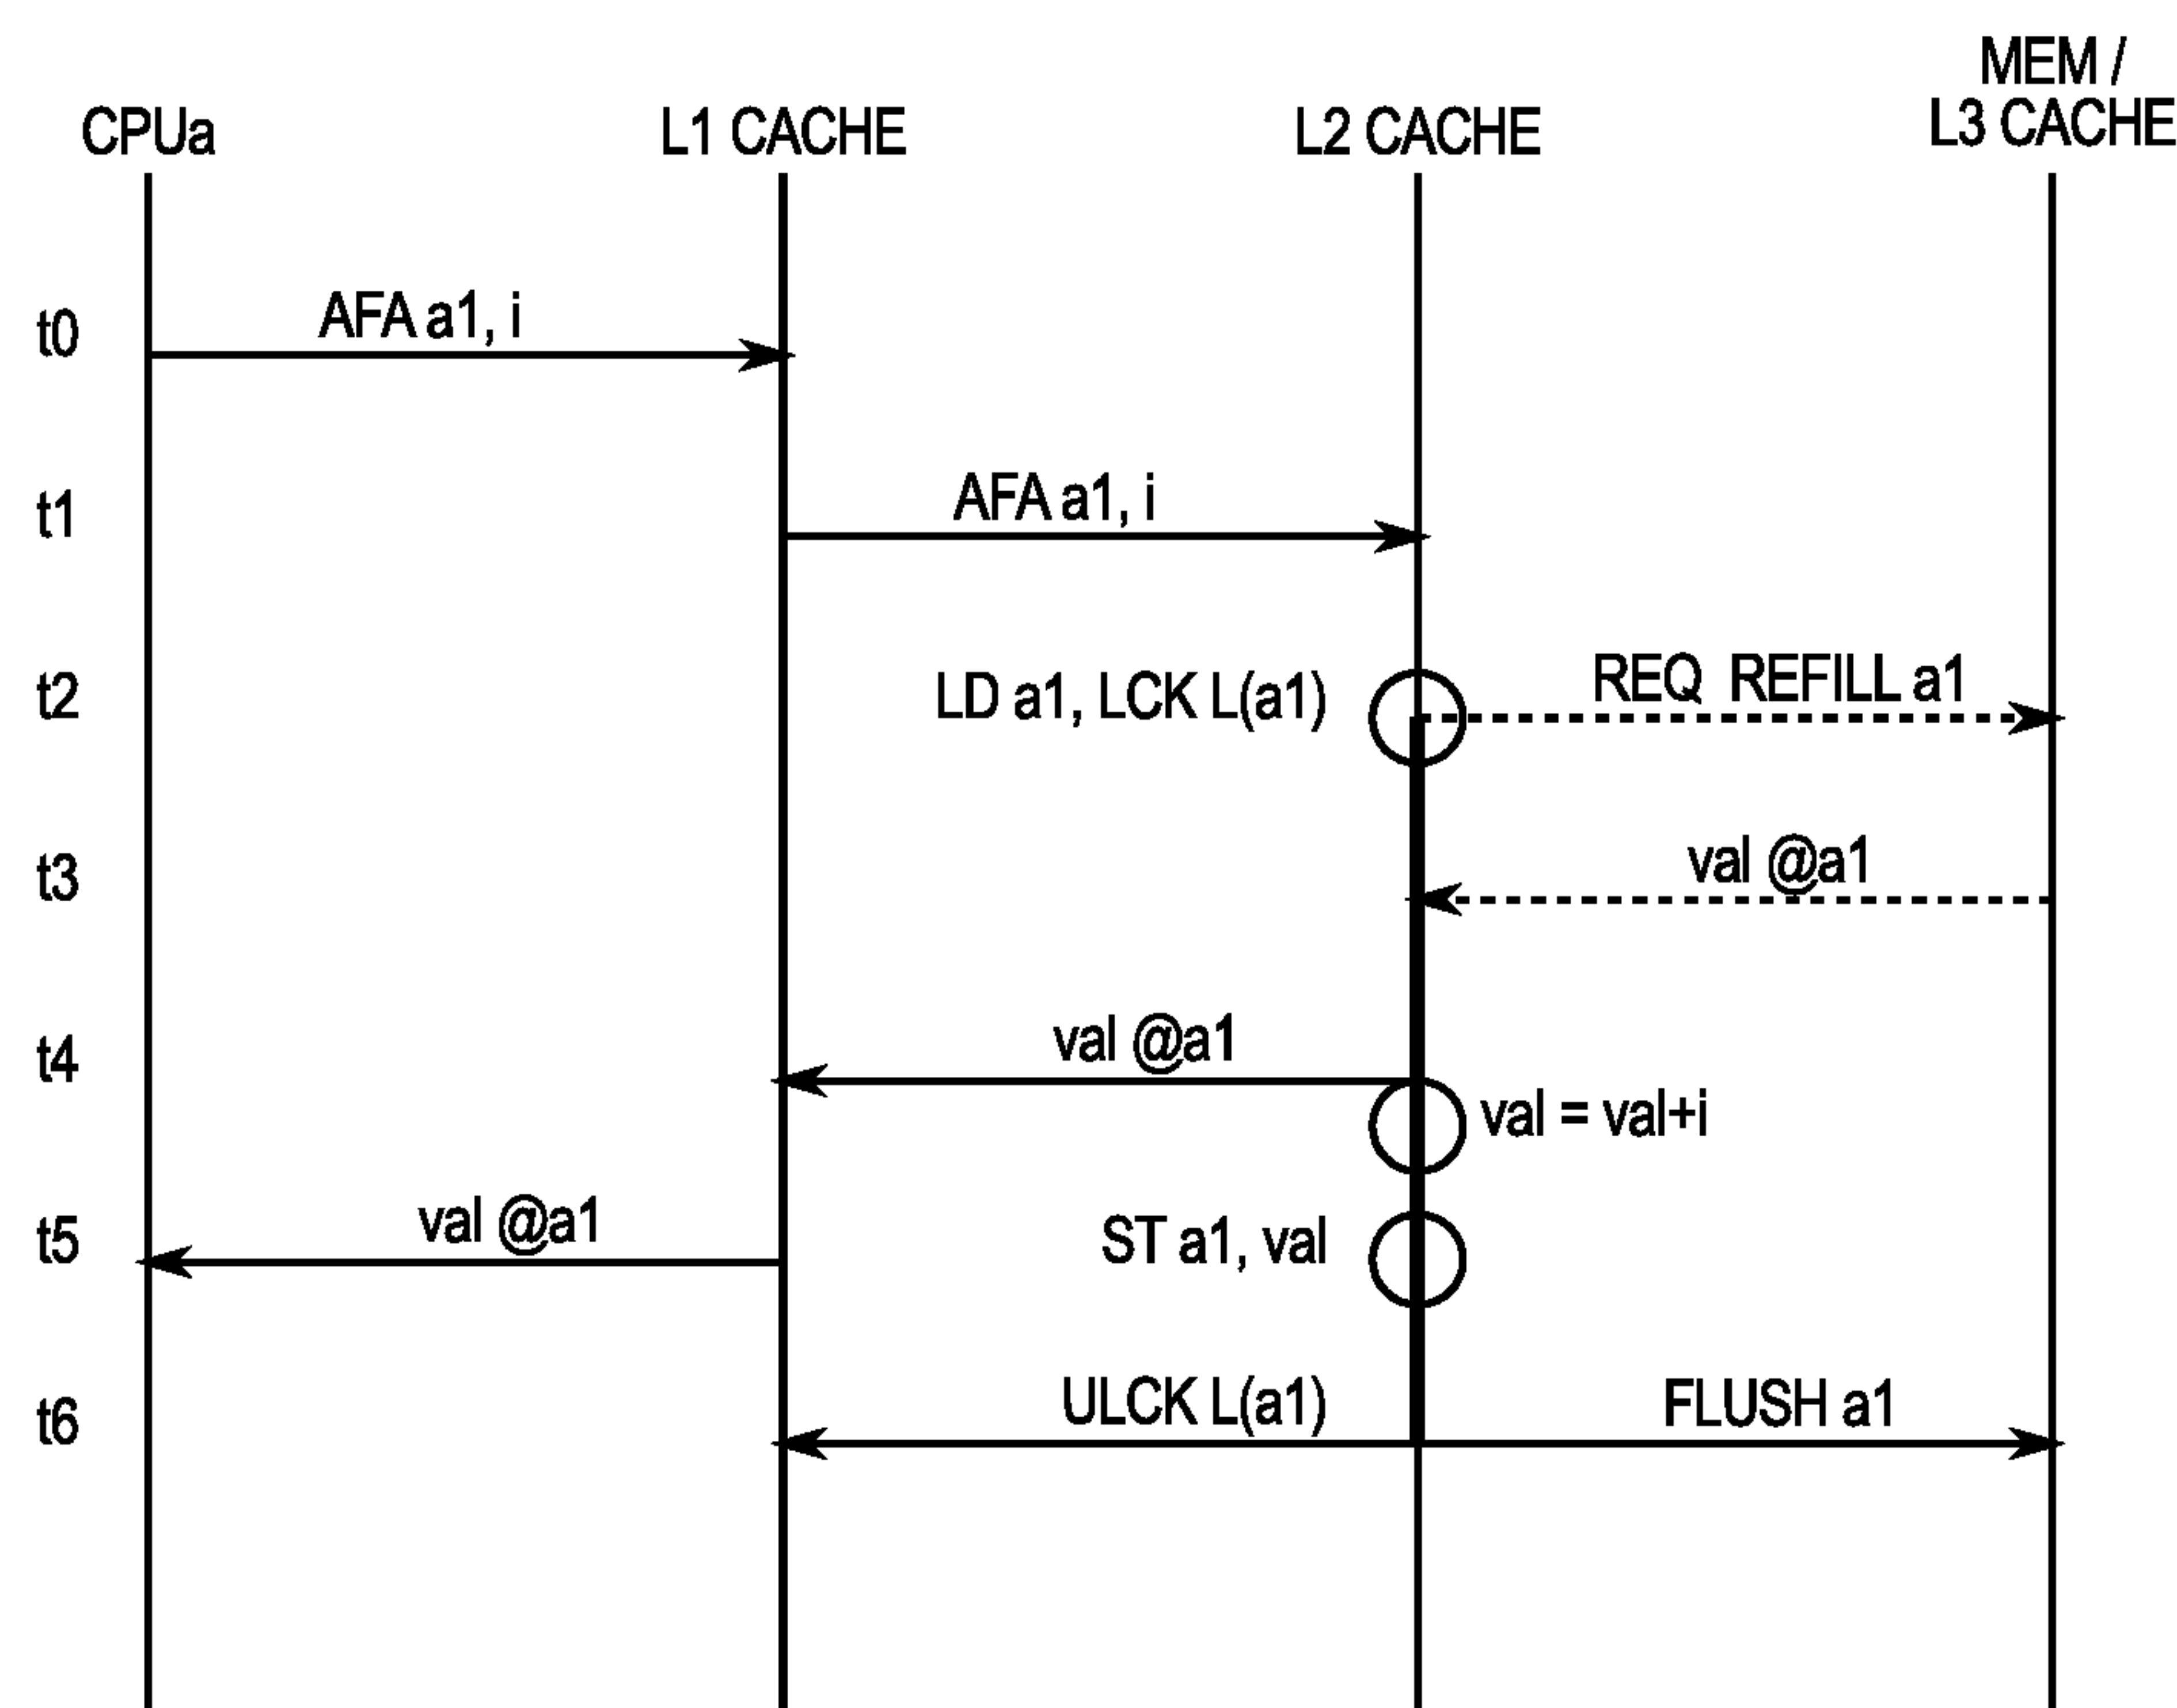 MEM /
CPUa L1 CACHE L2 CACHE L3 CACHE
t0 AFA a1, i
t1 AFA a1, i
t2 LD a1, LCK L(a1) REQ REFILL a1
t3 val @a1
t4 val @a1
val = val+i
t5 val @a1 ST a1, val
t6 ULCK L(a1) FLUSH a1